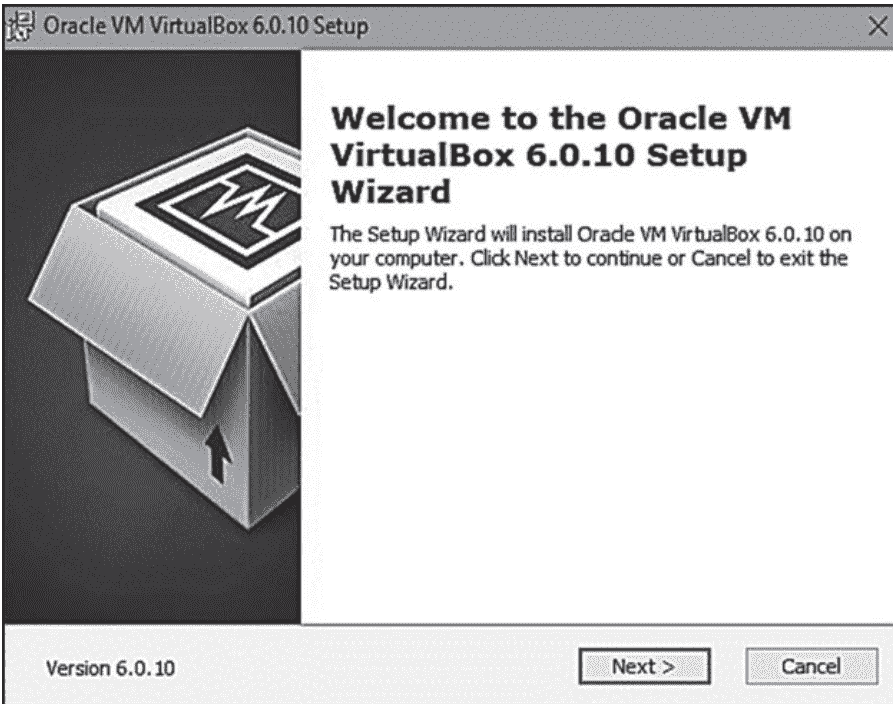 Oracle VM VirtualBox 6.0.10 Setup
Welcome to the Oracle VM
VirtualBox 6.0.10 Setup
Wizard
The Setup Wizard will install Oracle VM VirtualBox 6.0.10 on
your computer. Click Next to continue or Cancel to exit the
Setup Wizard.
Version 6.0.10
Next >
Cancel